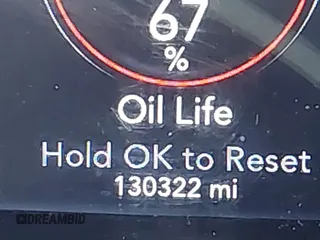 67
%
Oil Life
Hold OK to Reset
130322 mi
DREAMBID